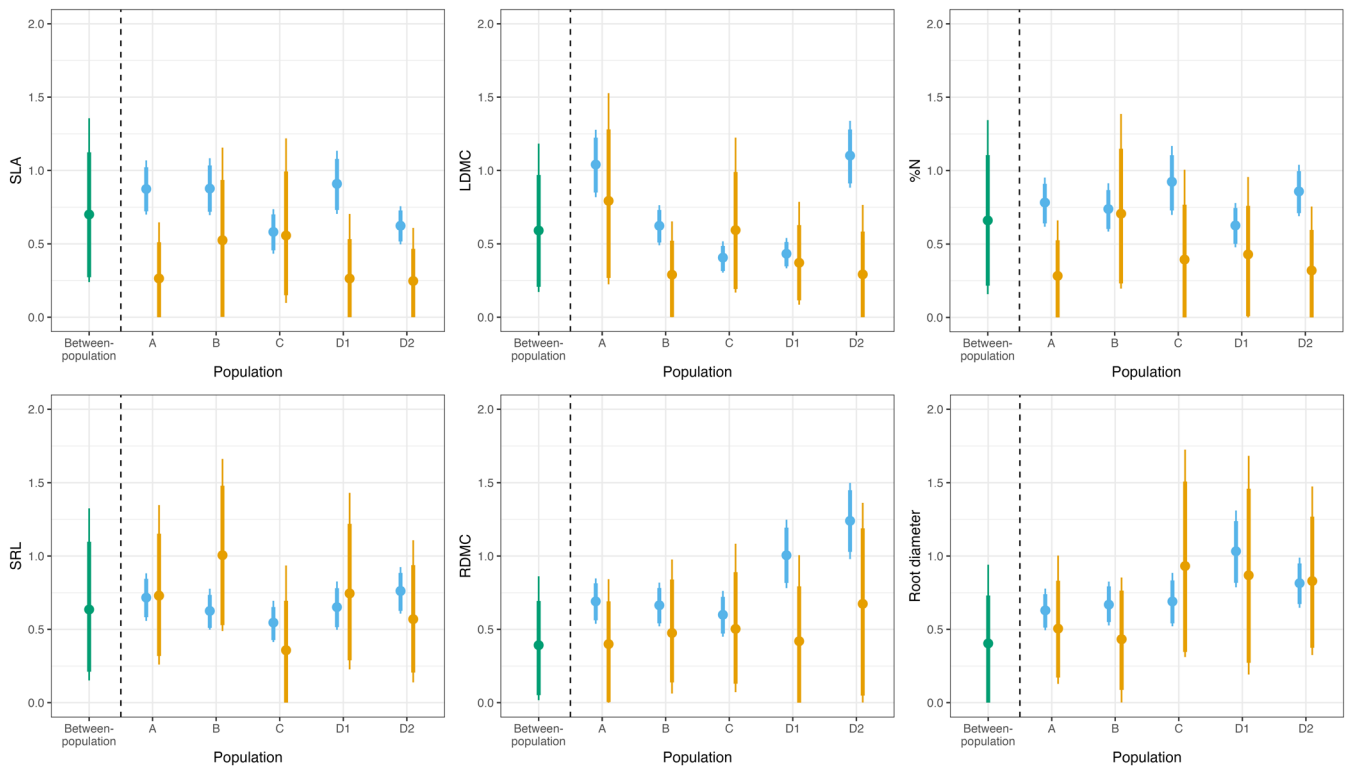 SLA
2.0
1.5
1.0
0.5
0.0
Between-
population
A
B
C
D1
D2
Population
LDMC
2.0
1.5
1.0
0.5
0.0
Between-
population
A
B
C
D1
D2
Population
%N
2.0
1.5
1.0
0.5
0.0
Between-
population
A
B
C
D1
D2
Population
SRL
2.0
1.5
1.0
0.5
0.0
Between-
population
A
B
C
D1
D2
Population
RDMC
2.0
1.5
1.0
0.5
0.0
Between-
population
A
B
C
D1
D2
Population
Root diameter
2.0
1.5
1.0
0.5
0.0
Between-
population
A
B
C
D1
D2
Population